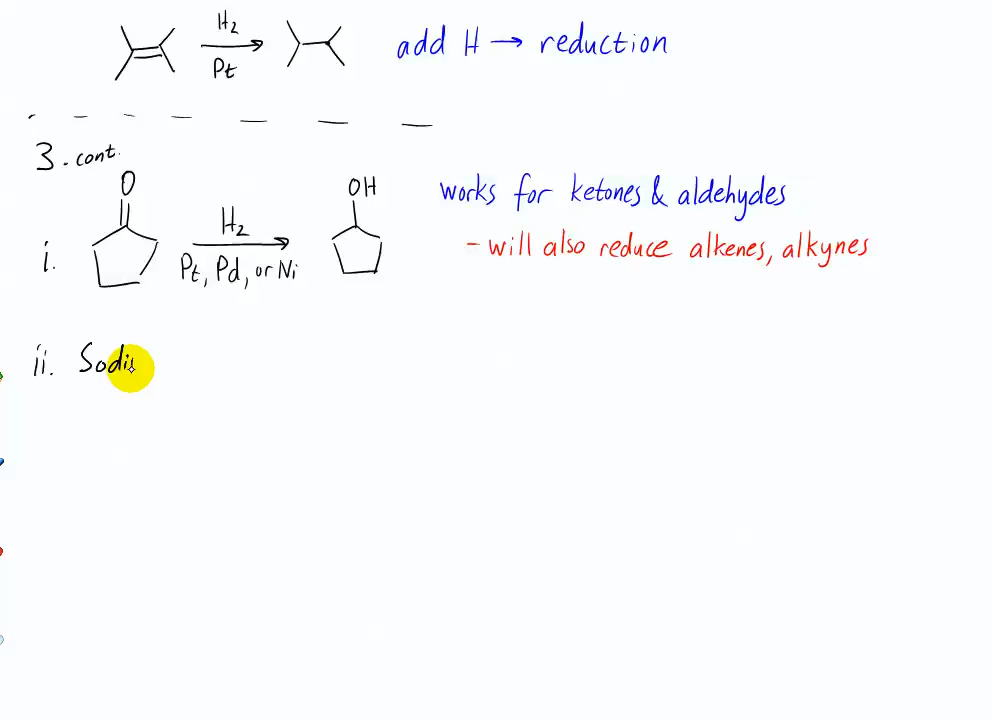 H₂
Pt
add H → reduction
3. cont.
O
OH
works for ketones & aldehydes
i.
H₂
Pt, Pd, or Ni
- will also reduce alkenes, alkynes
ii. Sodi